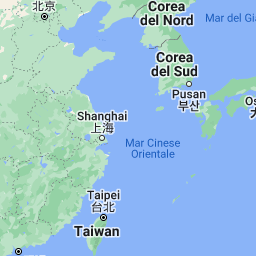 北京
Corea
del Nord
Mar del Gia
Corea
del Sud
Pusan
부산
Os
Shanghai
上海
Mar Cinese
Orientale
Taipei
台北
Taiwan